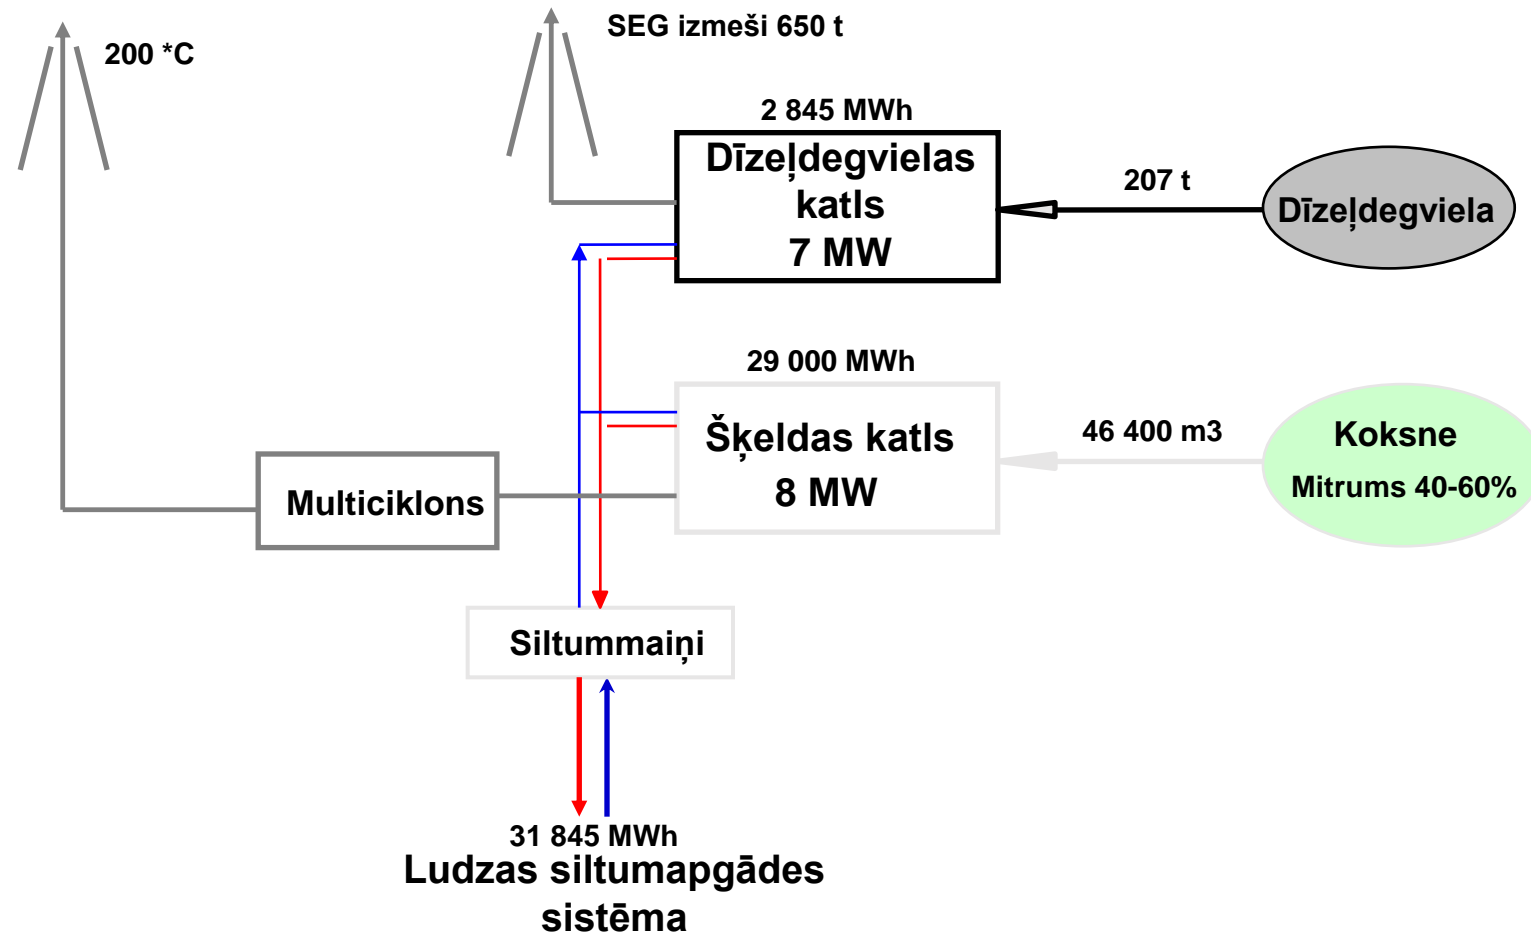 200 *C
SEG izmeši 650 t
2 845 MWh
Dīzeļdegvielas
katls
7 MW
207 t
Dīzeļdegviela
29 000 MWh
Šķeldas katls
8 MW
46 400 m3
Koksne
Mitrums 40-60%
Multiciklons
Siltummaiņi
31 845 MWh
Ludzas siltumapgādes
sistēma